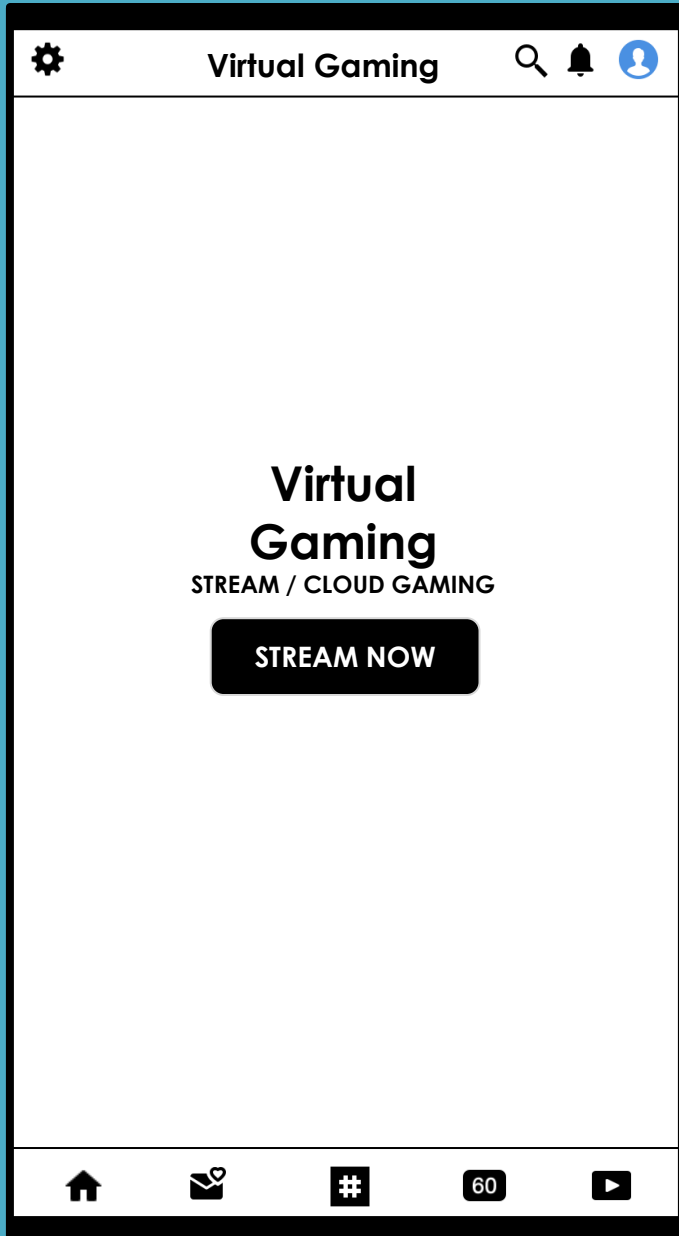 Virtual Gaming
Virtual
Gaming
STREAM / CLOUD GAMING
STREAM NOW
#
60